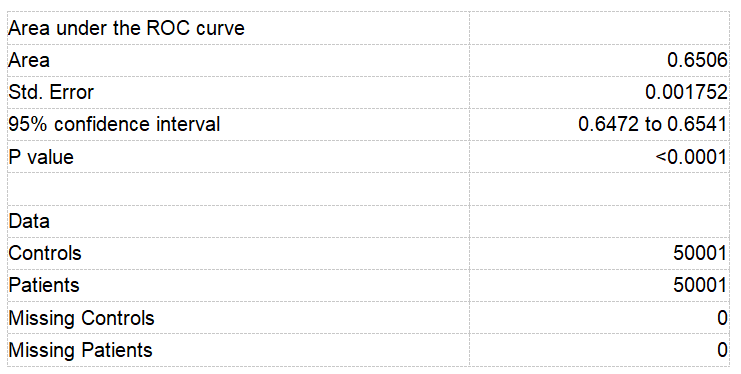 Area under the ROC curve
Area 0.6506
Std. Error 0.001752
95% confidence interval 0.6472 to 0.6541
P value <0.0001
Data
Controls 50001
Patients 50001
Missing Controls 0
Missing Patients 0